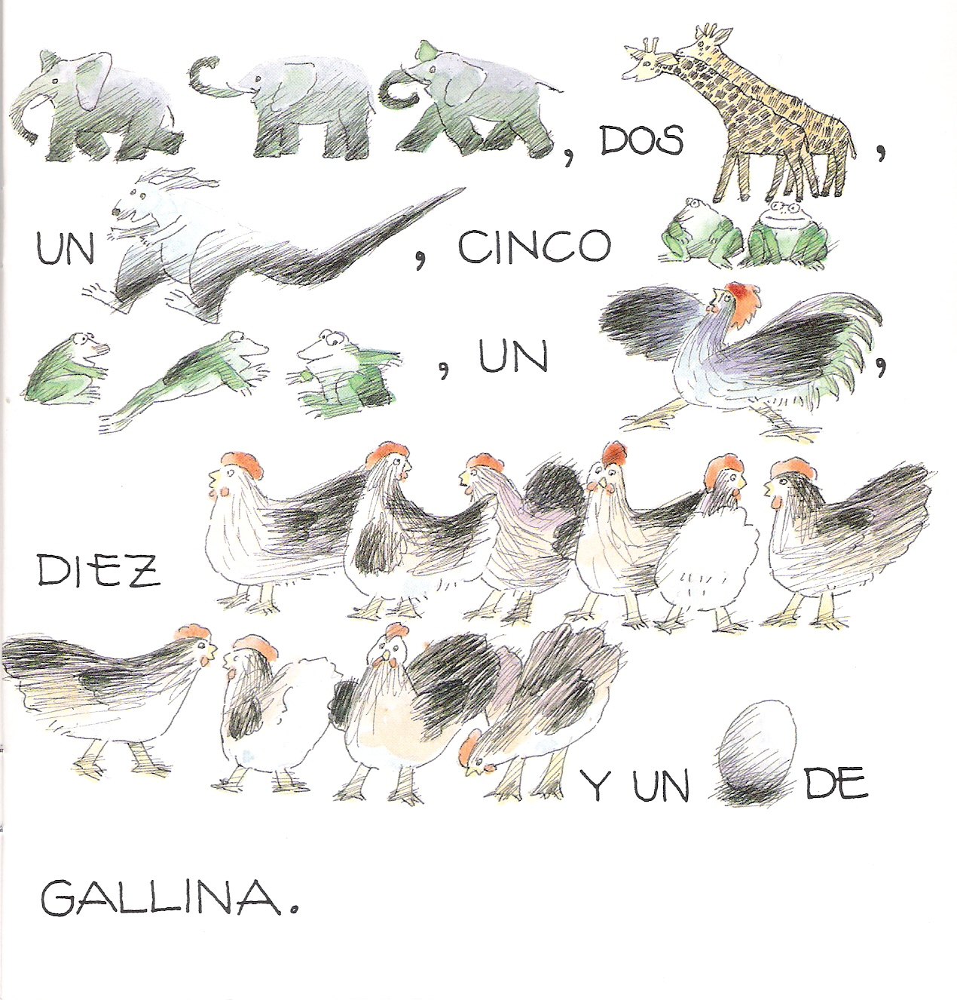 , DOS ,
UN , CINCO
, UN ,
DIEZ
Y UN DE
GALLINA.